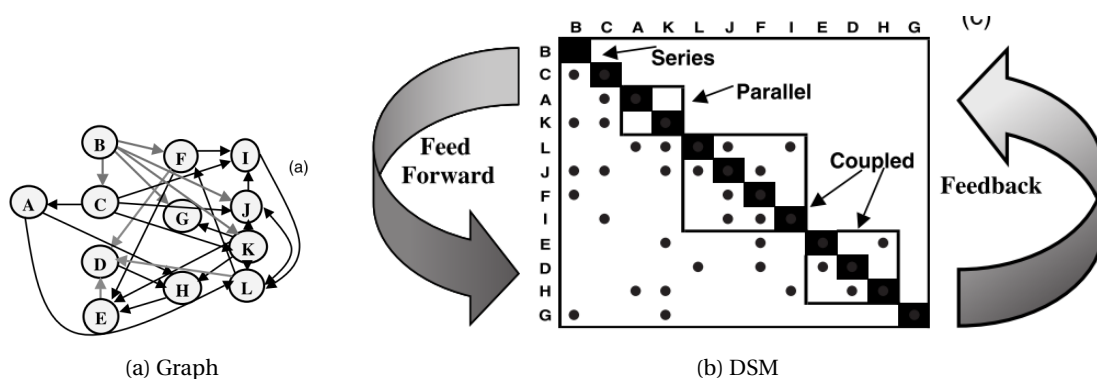 B C A K L J F I E D H G
(c)
B
Series
C
A
Parallel
K
L
Coupled
J
F
I
E
D
H
G
Feed
Forward
Feedback
B
F
I
(a)
A
C
G
J
K
D
H
L
E
(a) Graph
(b) DSM